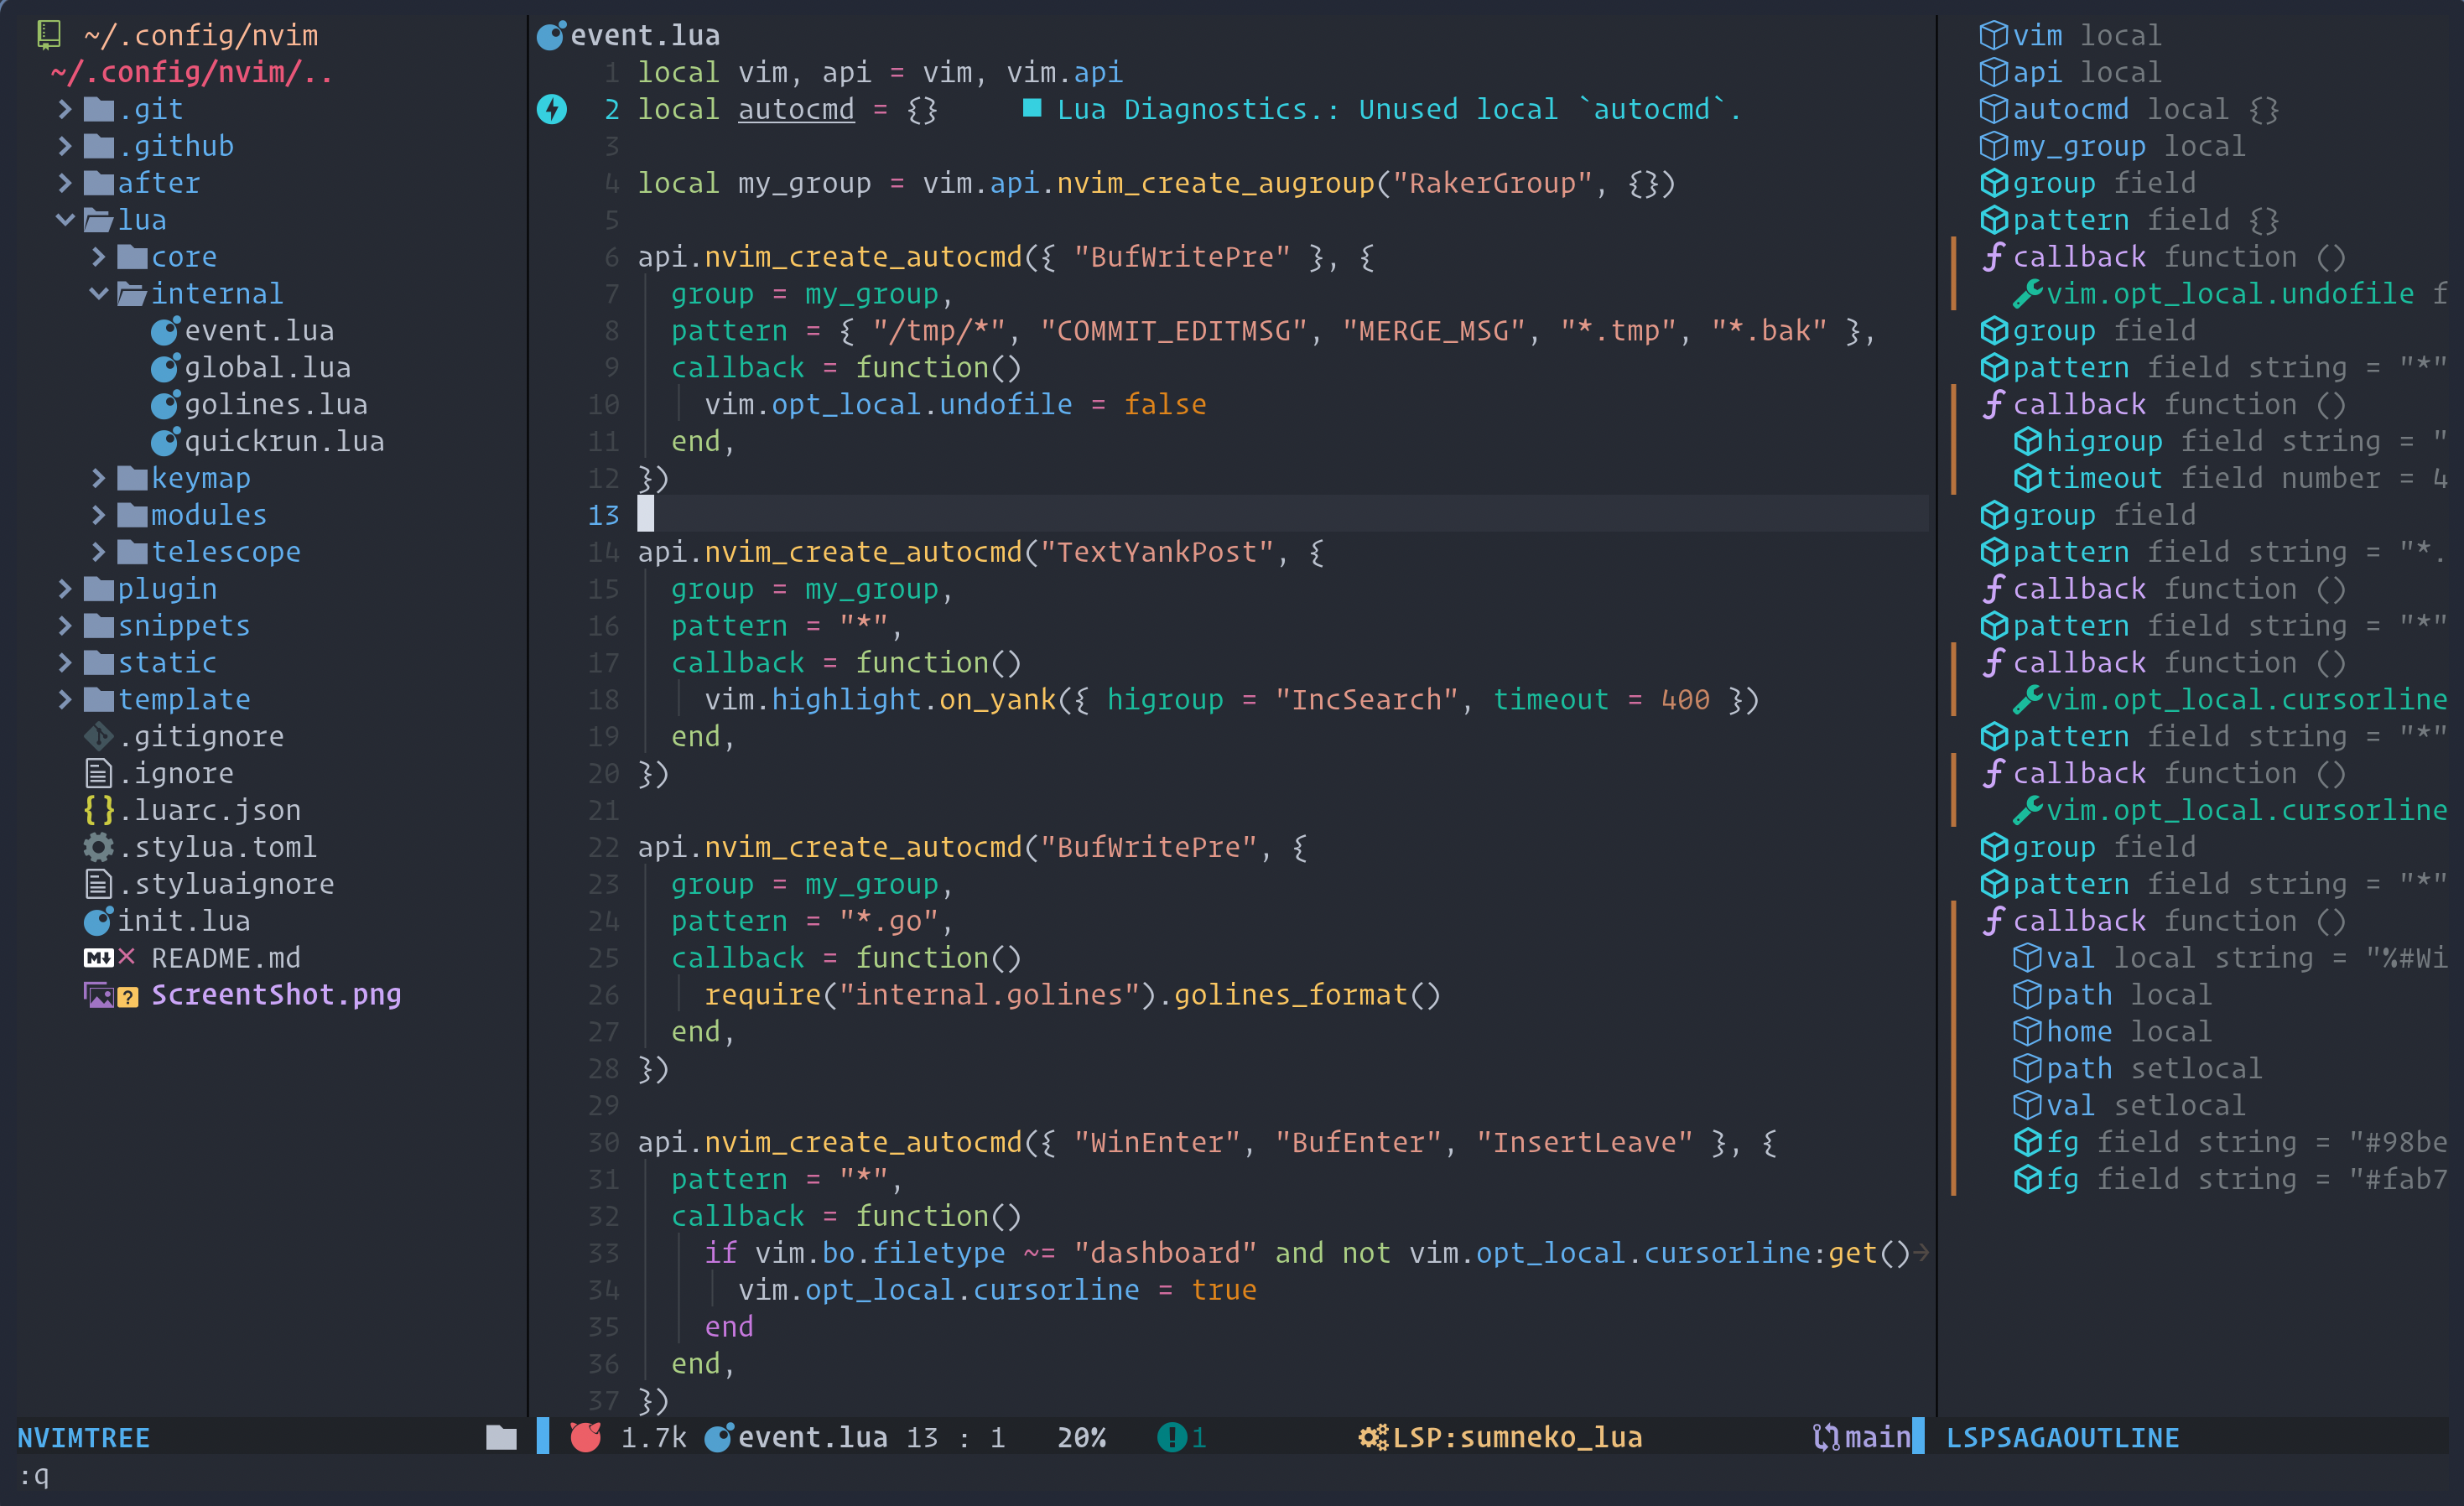 ~/.config/nvim
~/.config/nvim/..
.git
.github
after
lua
core
internal
event.lua
global.lua
golines.lua
quickrun.lua
keymap
modules
telescope
plugin
snippets
static
template
.gitignore
.ignore
{} .luarc.json
.stylua.toml
.styluaignore
init.lua
M README.md
? ScreentShot.png
NVIMTREE
event.lua
1 local vim, api = vim, vim.api
2 local autocmd = {} ■ Lua Diagnostics.: Unused local `autocmd`.
3
4 local my_group = vim.api.nvim_create_augroup("RakerGroup", {})
5
6 api.nvim_create_autocmd({ "BufWritePre" }, {
7 group = my_group,
8 pattern = { "/tmp/*", "COMMIT_EDITMSG", "MERGE_MSG", "*.tmp", "*.bak" },
9 callback = function()
10 vim.opt_local.undofile = false
11 end,
12 })
13
14 api.nvim_create_autocmd("TextYankPost", {
15 group = my_group,
16 pattern = "*",
17 callback = function()
18 vim.highlight.on_yank({ higroup = "IncSearch", timeout = 400 })
19 end,
20 })
21
22 api.nvim_create_autocmd("BufWritePre", {
23 group = my_group,
24 pattern = "*.go",
25 callback = function()
26 require("internal.golines").golines_format()
27 end,
28 })
29
30 api.nvim_create_autocmd({ "WinEnter", "BufEnter", "InsertLeave" }, {
31 pattern = "*",
32 callback = function()
33 if vim.bo.filetype ~= "dashboard" and not vim.opt_local.cursorline:get()→
34 vim.opt_local.cursorline = true
35 end
36 end,
37 })
1.7k event.lua 13 : 1 20% 1 LSP:sumneko_lua main
vim local
api local
autocmd local {}
my_group local
group field
pattern field {}
callback function ()
vim.opt_local.undofile f
group field
pattern field string = "*"
callback function ()
higroup field string = "
timeout field number = 4
group field
pattern field string = "*.
callback function ()
pattern field string = "*"
callback function ()
vim.opt_local.cursorline
pattern field string = "*"
callback function ()
vim.opt_local.cursorline
group field
pattern field string = "*"
callback function ()
val local string = "%#Wi
path local
home local
path setlocal
val setlocal
fg field string = "#98be
fg field string = "#fab7
LSPSAGAOUTLINE
:q